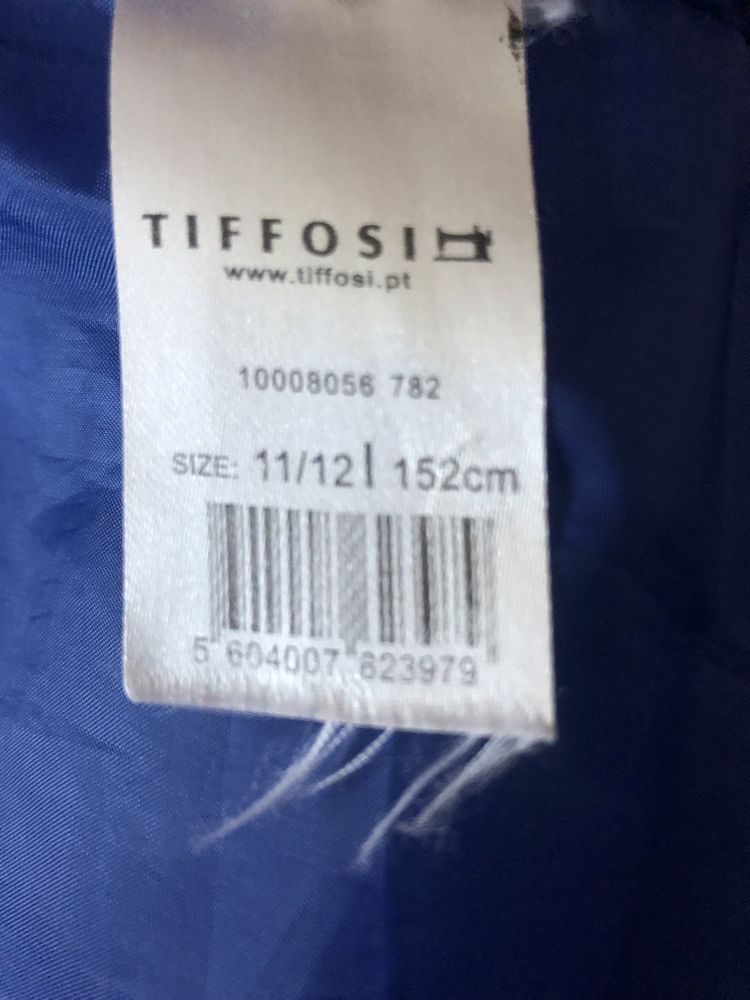 TIFFOSI
www.tiffosi.pt
10008056 782
SIZE: 11/12 | 152cm
5 604007 623979